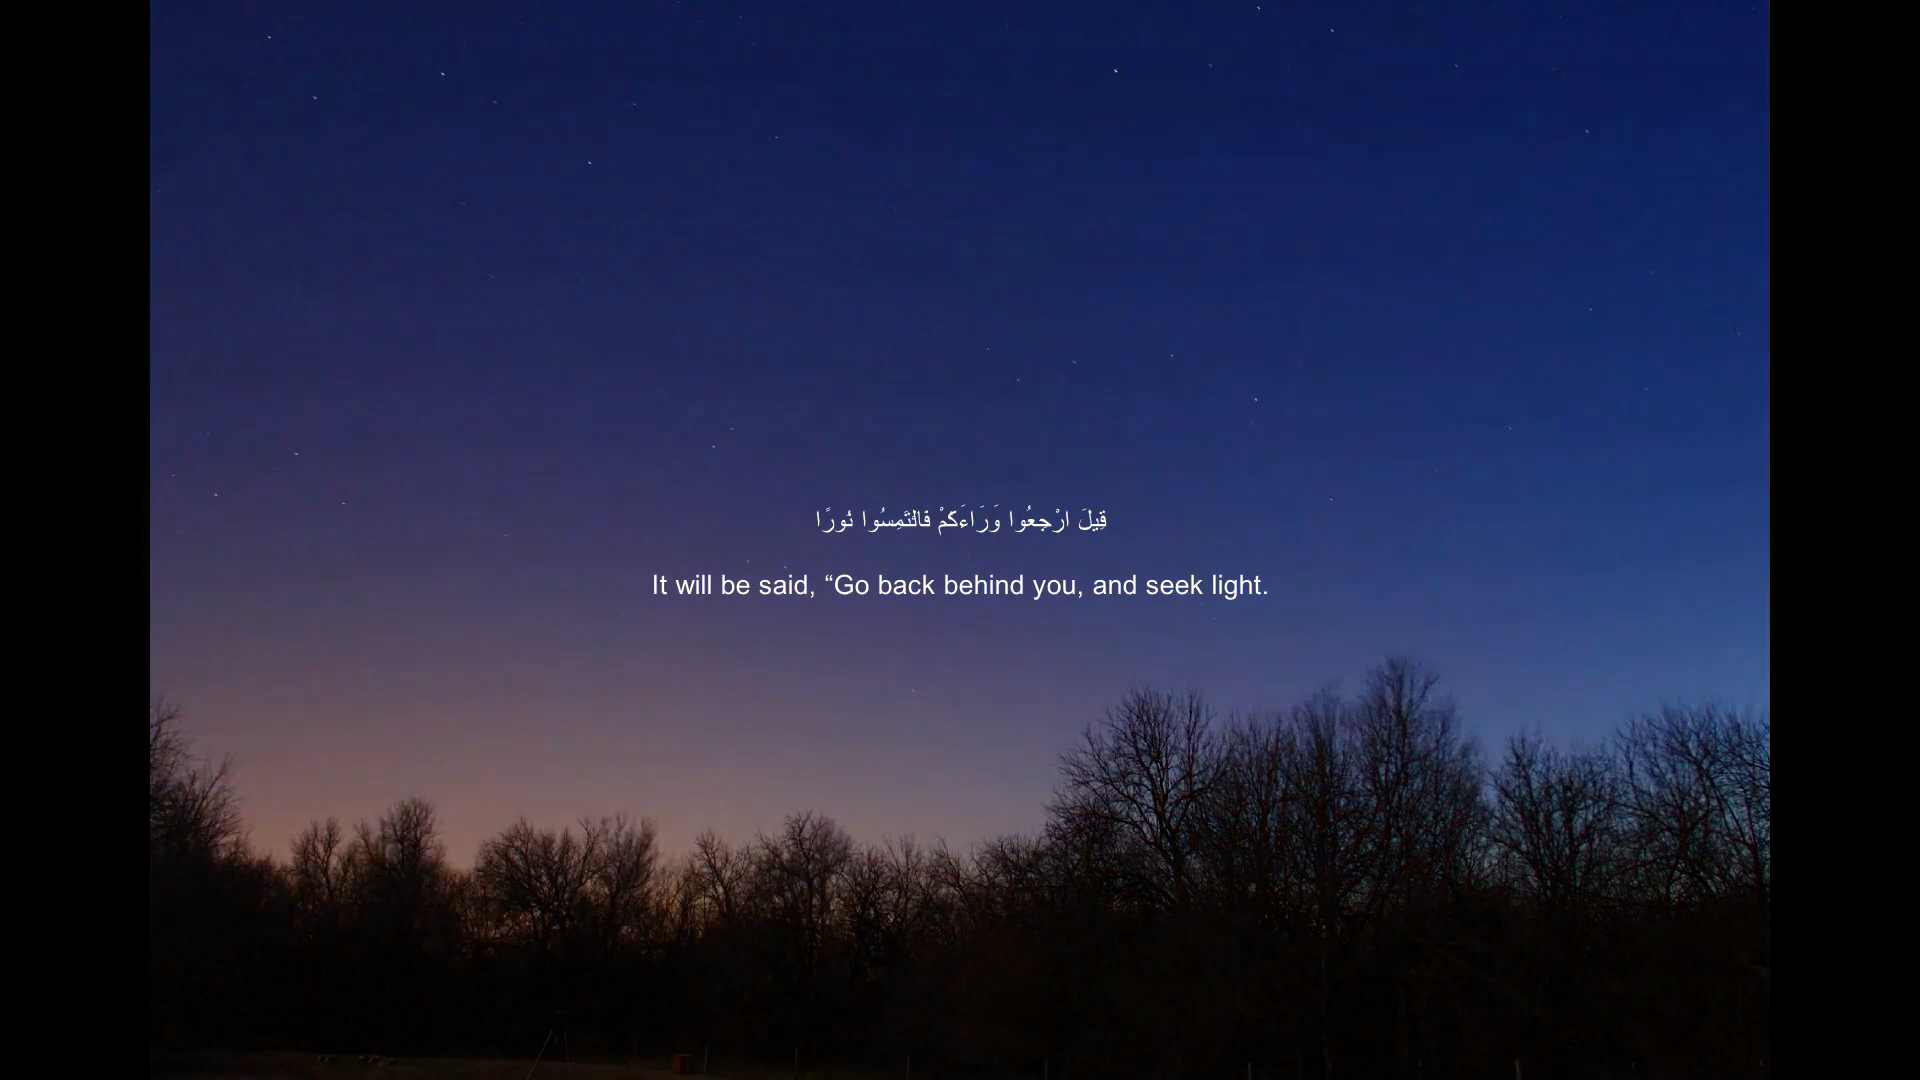 قِيلَ ارْجِعُوا وَرَاءَكُمْ فَالْتَمِسُوا نُورًا
It will be said, “Go back behind you, and seek light.